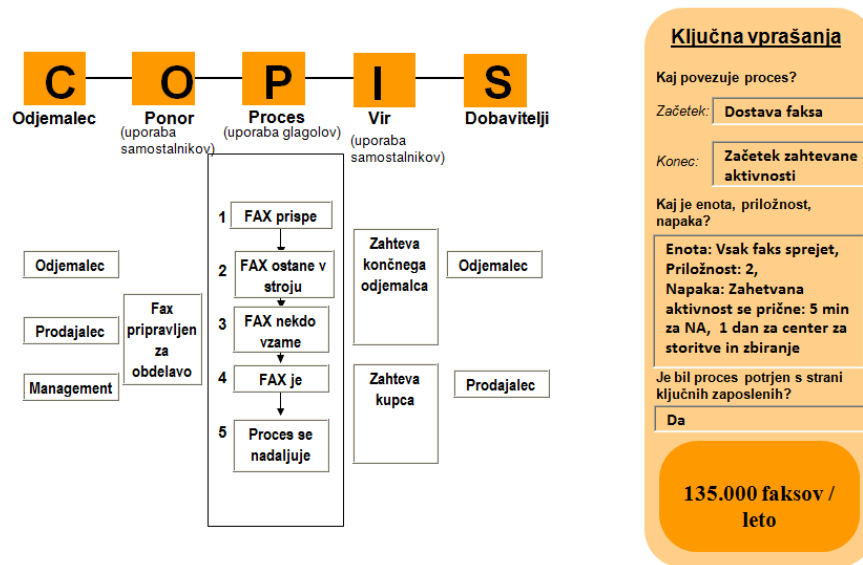 C O P I S
Odjemalec
Ponor
(uporaba
samostalnikov)
Proces
(uporaba glagolov)
Vir
(uporaba
samostalnikov)
Dobavitelji
Odjemalec
Prodajalec
Management
Fax
pripravljen
za
obdelavo
1 FAX prispe
2 FAX ostane v
stroju
3 FAX nekdo
vzame
4 FAX je
5 Proces se
nadaljuje
Zahteva
končnega
odjemalca
Zahteva
kupca
Odjemalec
Prodajalec
Ključna vprašanja
Kaj povezuje proces?
Začetek: Dostava faksa
Konec: Začetek zahtevane
aktivnosti
Kaj je enota, priložnost,
napaka?
Enota: Vsak faks sprejet,
Priložnost: 2,
Napaka: Zahetvana
aktivnost se prične: 5 min
za NA, 1 dan za center za
storitve in zbiranje
Je bil proces potrjen s strani
ključnih zaposlenih?
Da
135.000 faksov /
leto